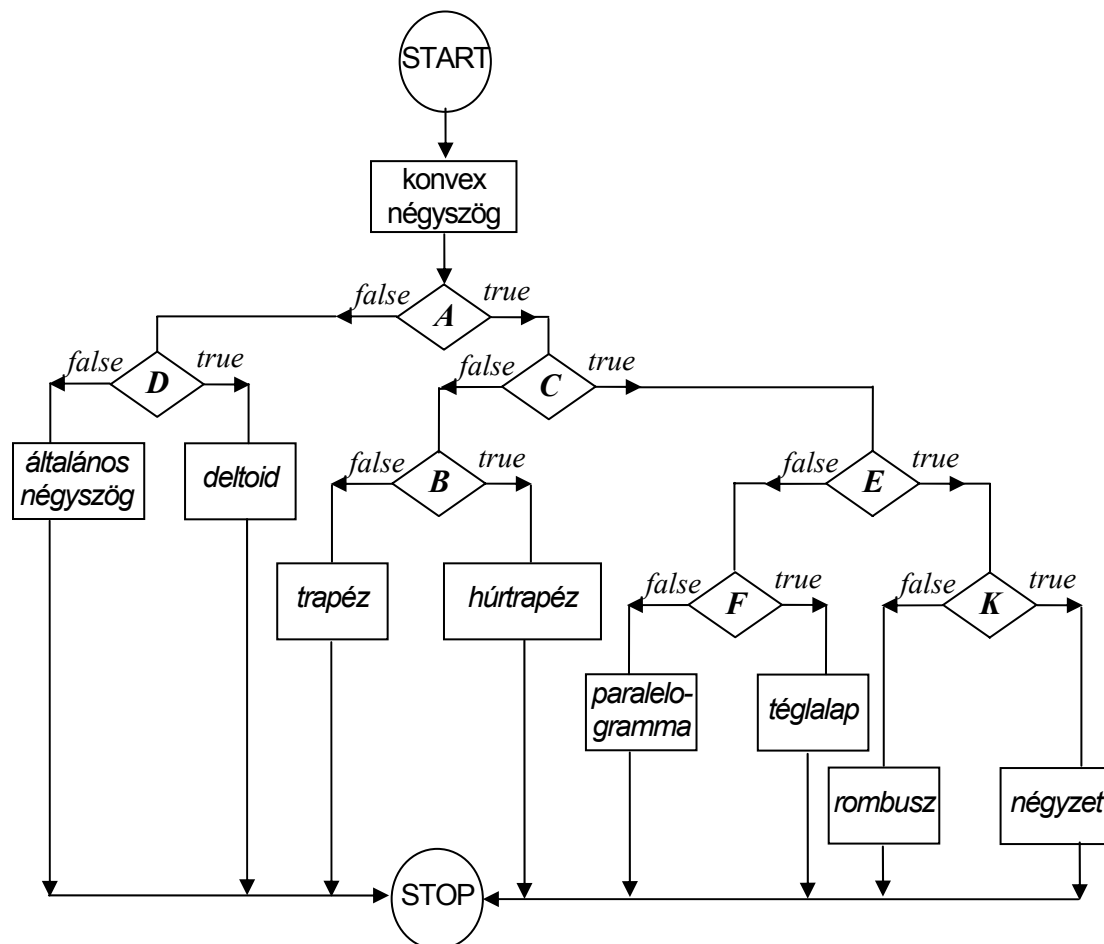 START
konvex
négyszög
false true
A
false true
D
false true
C
általános
négyszög
deltoid
false true
B
false true
E
trapéz
húrtrapéz
false true
F
false true
K
paralelo-
gramma
téglalap
rombusz
négyzet
STOP